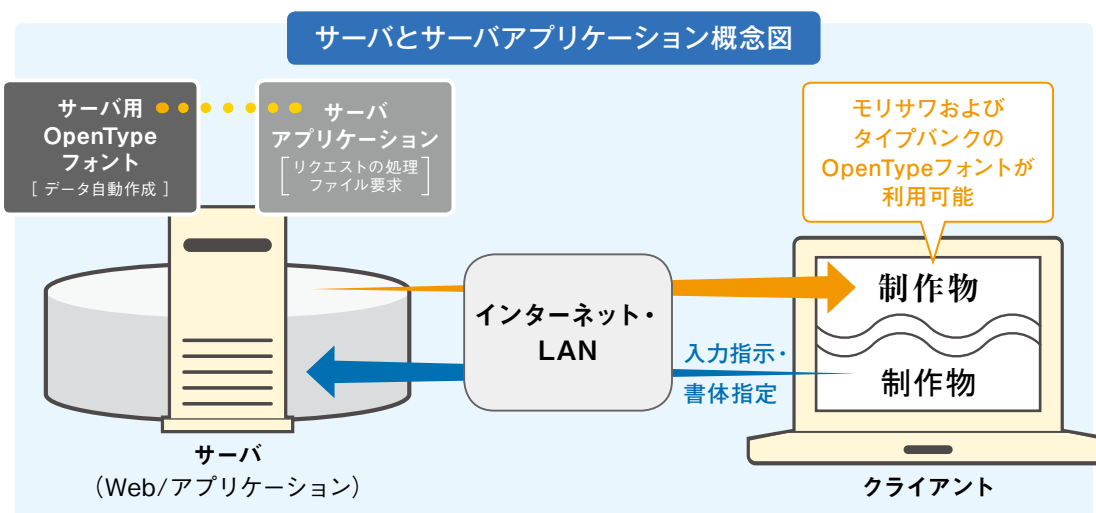 サーバとサーバアプリケーション概念図
サーバ用
OpenType
フォント
[ データ自動作成 ]
サーバ
アプリケーション
リクエストの処理
ファイル要求
モリサワおよび
タイプバンクの
OpenTypeフォントが
利用可能
インターネット・
LAN
制作物
入力指示・
書体指定
制作物
サーバ
（Web/アプリケーション）
クライアント